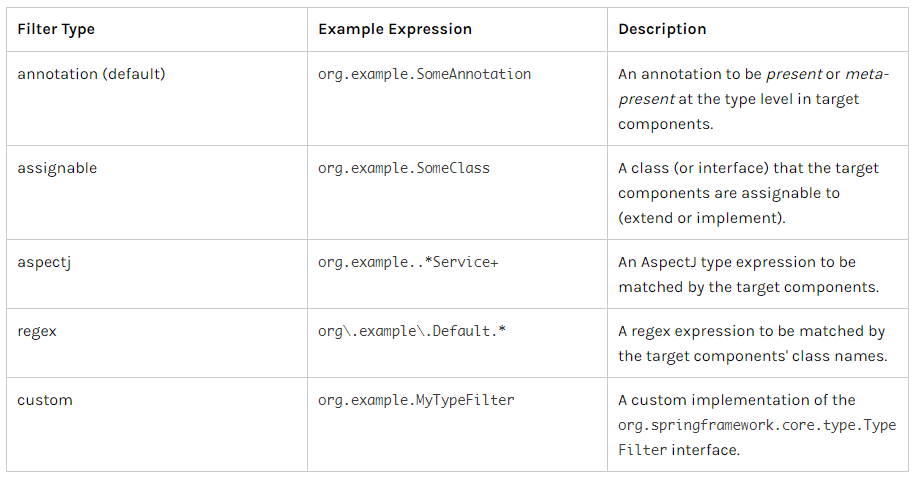 Filter Type Example Expression Description
annotation (default) org.example.SomeAnnotation An annotation to be present or meta-
present at the type level in target
components.
assignable org.example.SomeClass A class (or interface) that the target
components are assignable to
(extend or implement).
aspectj org.example..*Service+ An AspectJ type expression to be
matched by the target components.
regex org\.example\.Default.* A regex expression to be matched by
the target components' class names.
custom org.example.MyTypeFilter A custom implementation of the
org.springframework.core.type.Type
Filter interface.